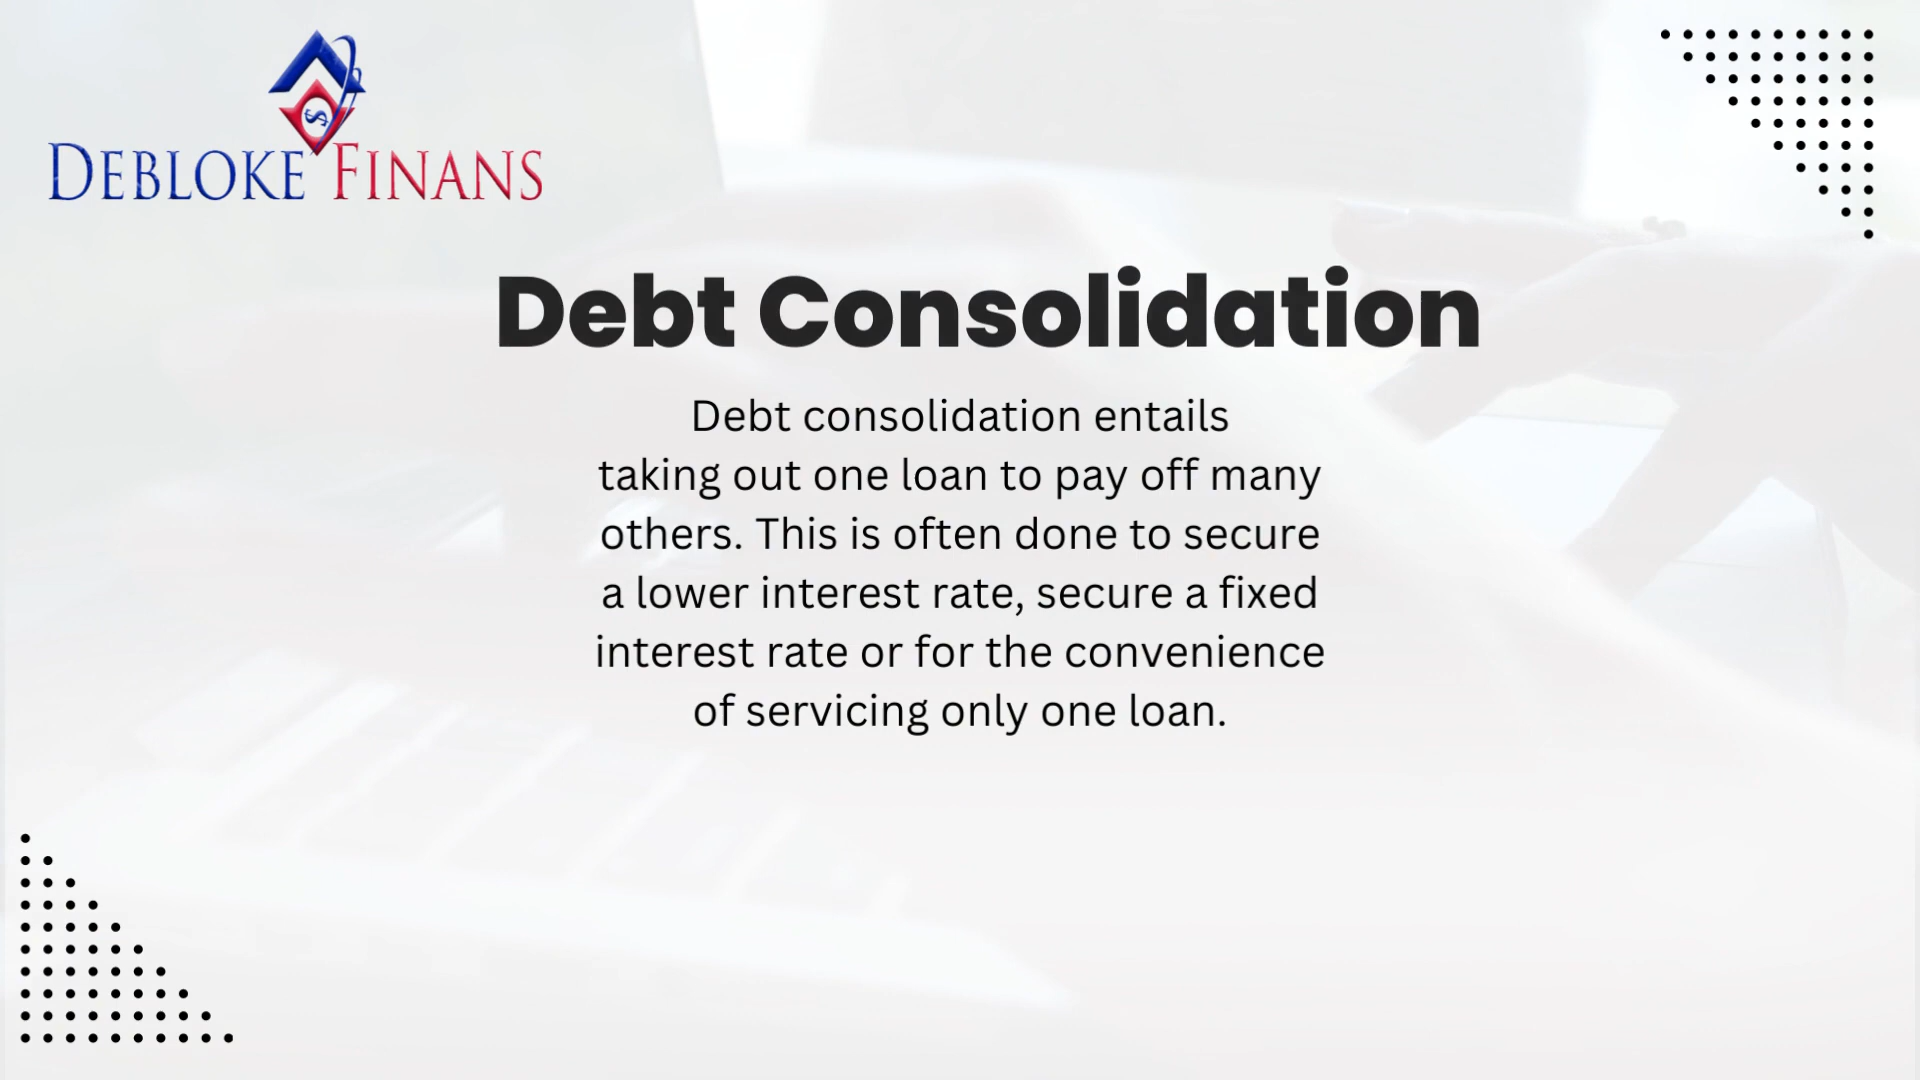 DEBLOKE FINANS
Debt Consolidation
Debt consolidation entails
taking out one loan to pay off many
others. This is often done to secure
a lower interest rate, secure a fixed
interest rate or for the convenience
of servicing only one loan.